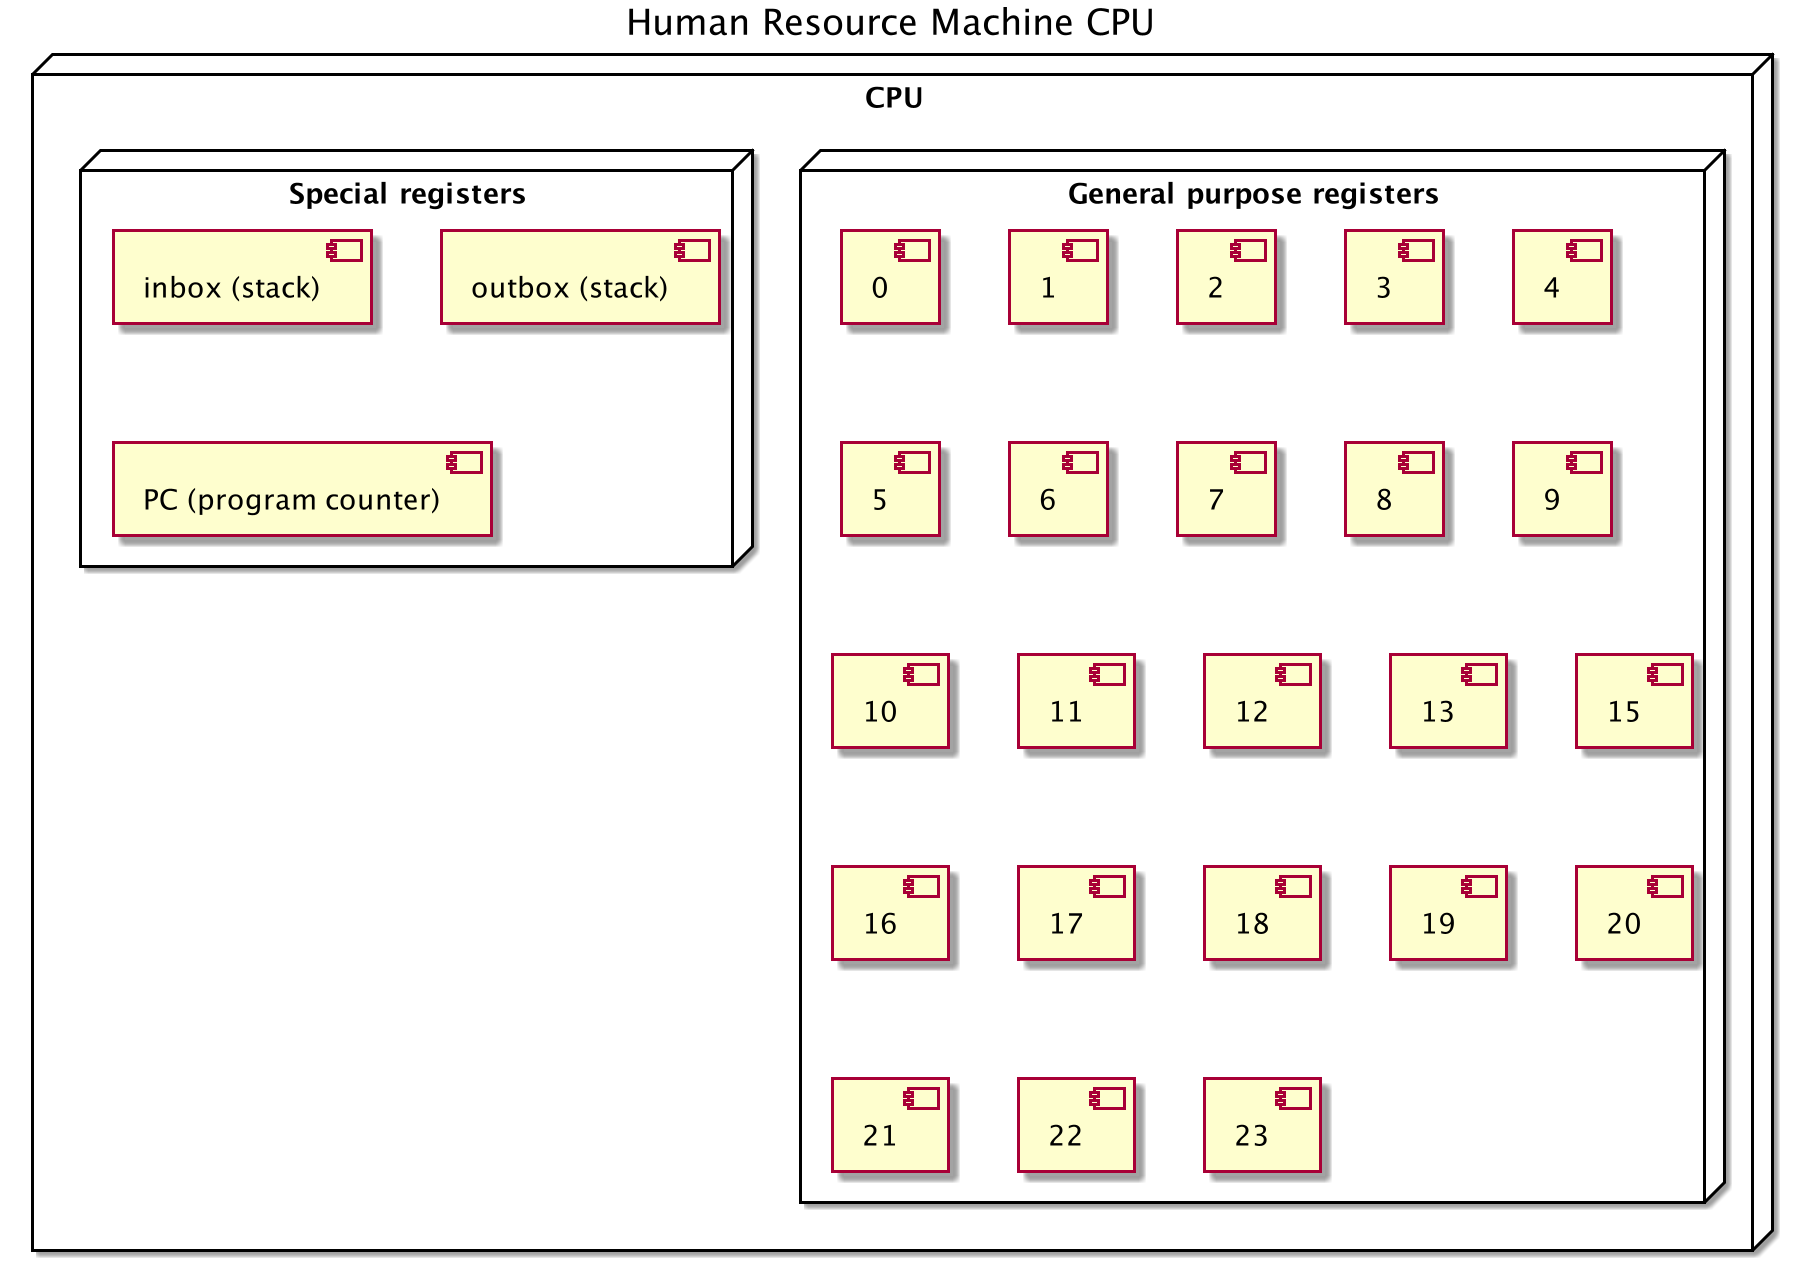 Human Resource Machine CPU
CPU
Special registers
inbox (stack)
outbox (stack)
PC (program counter)
General purpose registers
0 1 2 3 4
5 6 7 8 9
10 11 12 13 15
16 17 18 19 20
21 22 23